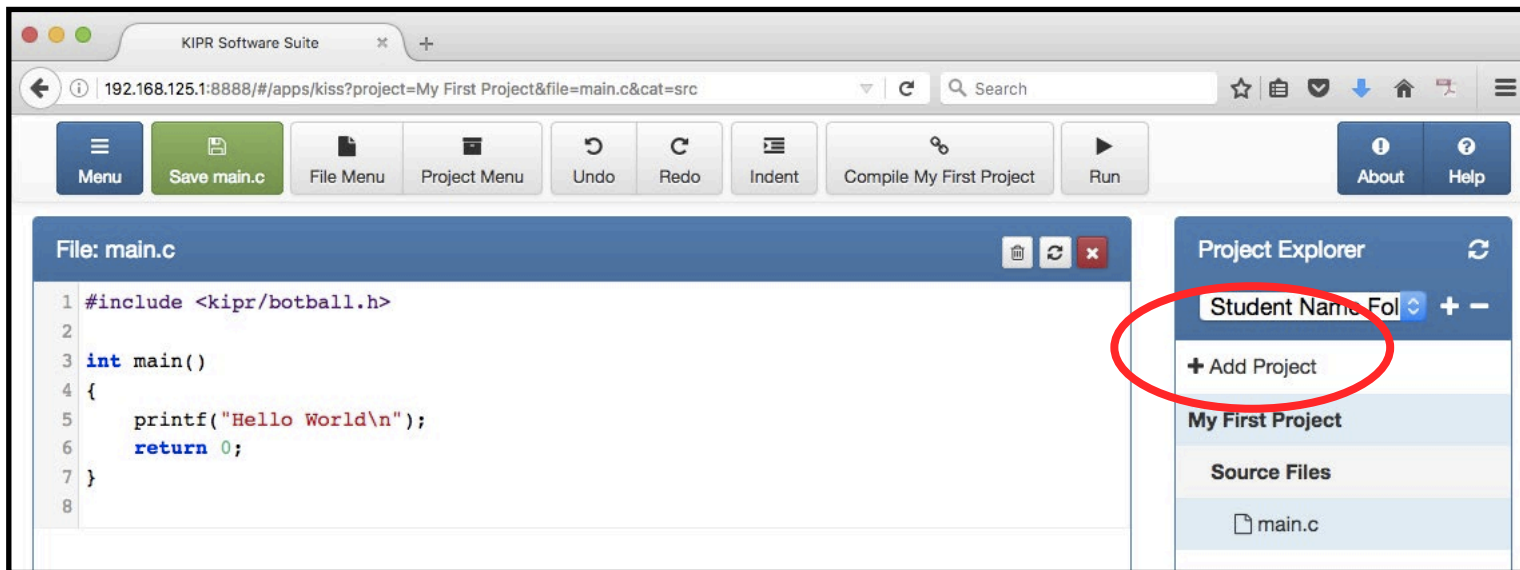 KIPR Software Suite
192.168.125.1:8888/#/apps/kiss?project=My First Project&file=main.c&cat=src
Search
Menu
Save main.c
File Menu
Project Menu
Undo
Redo
Indent
Compile My First Project
Run
About
Help
File: main.c
1 #include <kipr/botball.h>
2
3 int main()
4 {
5     printf("Hello World\n");
6     return 0;
7 }
8
Project Explorer
Student Name Fol
+ Add Project
My First Project
Source Files
main.c